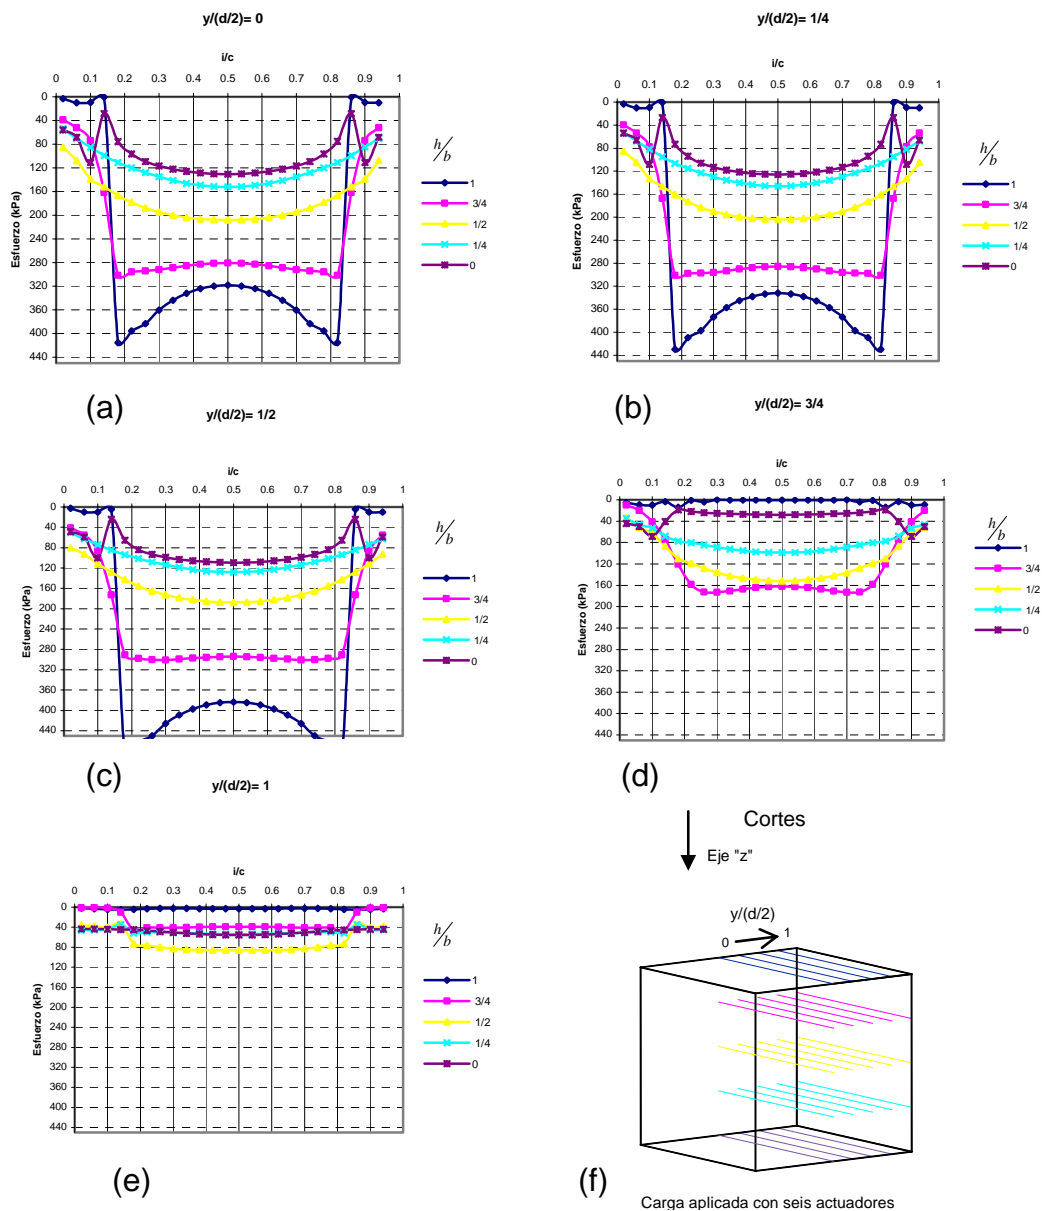 y/(d/2)= 0
i/c
0 0.1 0.2 0.3 0.4 0.5 0.6 0.7 0.8 0.9 1
0
40
80
120
160
200
240
280
320
360
400
440
Esfuerzo (kPa)
h/b
1
3/4
1/2
1/4
0
(a)
y/(d/2)= 1/4
i/c
0 0.1 0.2 0.3 0.4 0.5 0.6 0.7 0.8 0.9 1
0
40
80
120
160
200
240
280
320
360
400
440
Esfuerzo (kPa)
h/b
1
3/4
1/2
1/4
0
(b)
y/(d/2)= 1/2
i/c
0 0.1 0.2 0.3 0.4 0.5 0.6 0.7 0.8 0.9 1
0
40
80
120
160
200
240
280
320
360
400
440
Esfuerzo (kPa)
h/b
1
3/4
1/2
1/4
0
(c)
y/(d/2)= 3/4
i/c
0 0.1 0.2 0.3 0.4 0.5 0.6 0.7 0.8 0.9 1
0
40
80
120
160
200
240
280
320
360
400
440
Esfuerzo (kPa)
h/b
1
3/4
1/2
1/4
0
(d)
y/(d/2)= 1
i/c
0 0.1 0.2 0.3 0.4 0.5 0.6 0.7 0.8 0.9 1
0
40
80
120
160
200
240
280
320
360
400
440
Esfuerzo (kPa)
h/b
1
3/4
1/2
1/4
0
(e)
Cortes
Eje "z"
y/(d/2)
0 1
(f)
Carga aplicada con seis actuadores